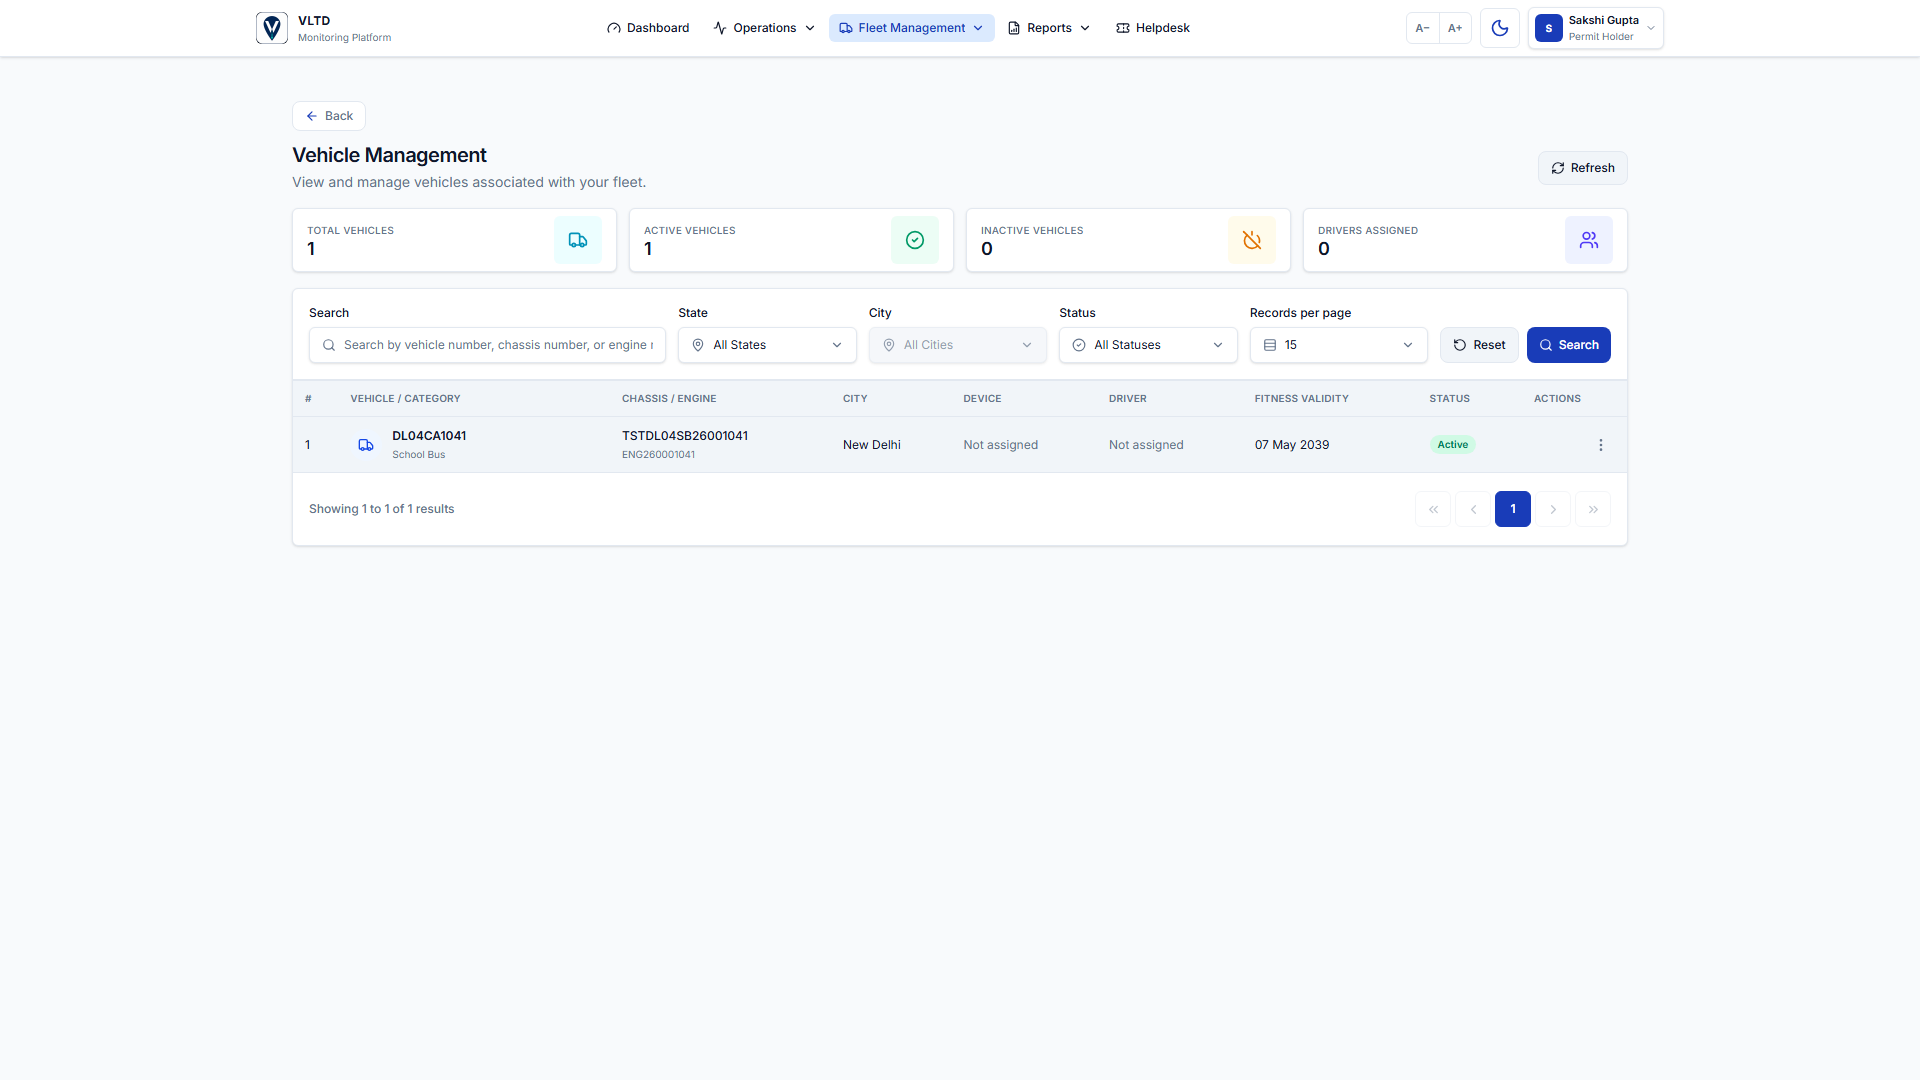 VLTD
Monitoring Platform
Dashboard
Operations
Fleet Management
Reports
Helpdesk
A−
A+
S
Sakshi Gupta
Permit Holder
Back
Vehicle Management
View and manage vehicles associated with your fleet.
Refresh
TOTAL VEHICLES
1
ACTIVE VEHICLES
1
INACTIVE VEHICLES
0
DRIVERS ASSIGNED
0
Search
State
City
Status
Records per page
Search by vehicle number, chassis number, or engine
All States
All Cities
All Statuses
15
Reset
Search
# VEHICLE / CATEGORY CHASSIS / ENGINE CITY DEVICE DRIVER FITNESS VALIDITY STATUS ACTIONS
1 DL04CA1041 TSTDL04SB26001041 New Delhi Not assigned Not assigned 07 May 2039 Active
School Bus ENG260001041
Showing 1 to 1 of 1 results
« ‹ 1 › »